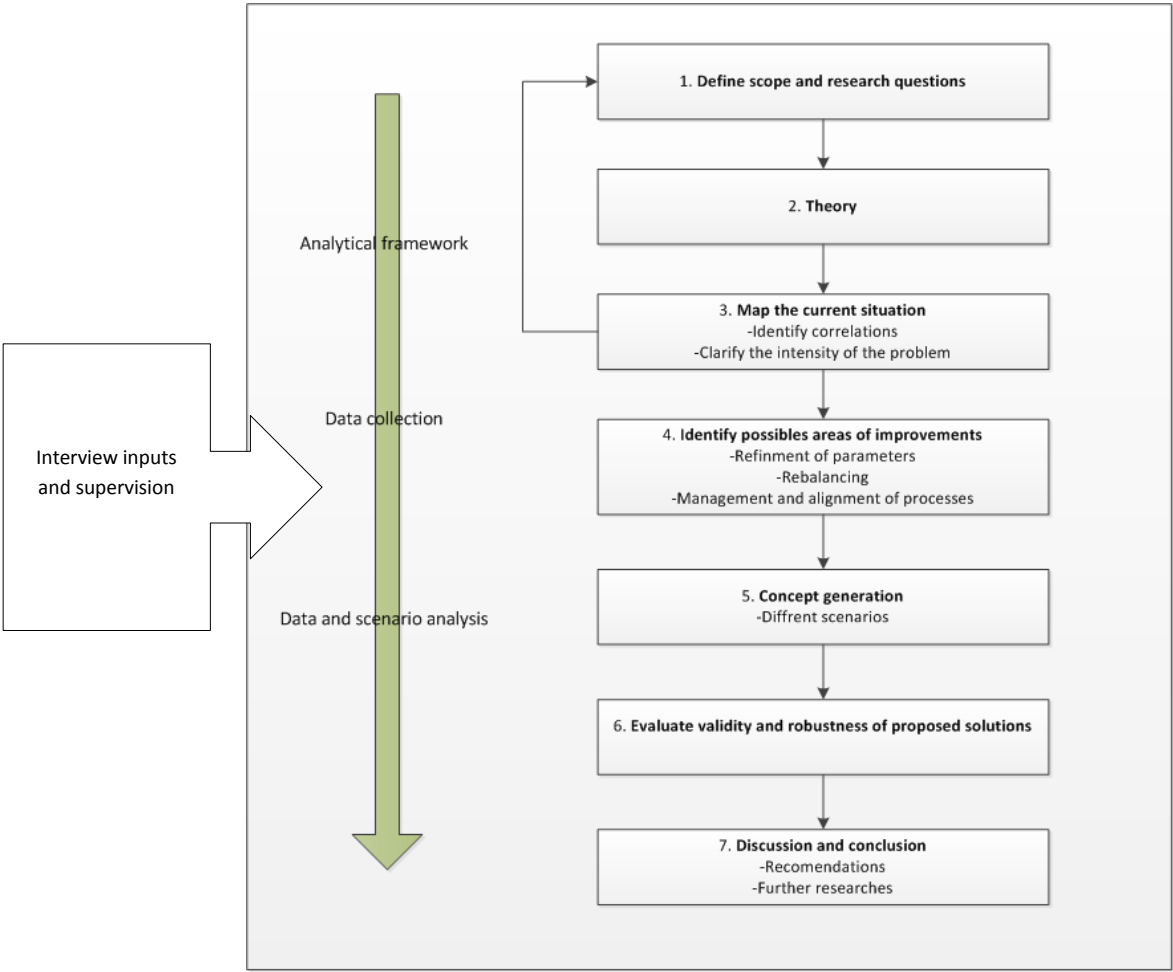 1. Define scope and research questions
2. Theory
Analytical framework
3. Map the current situation
-Identify correlations
-Clarify the intensity of the problem
Data collection
4. Identify possibles areas of improvements
-Refinment of parameters
-Rebalancing
-Management and alignment of processes
Interview inputs
and supervision
5. Concept generation
-Diffrent scenarios
Data and scenario analysis
6. Evaluate validity and robustness of proposed solutions
7. Discussion and conclusion
-Recomendations
-Further researches